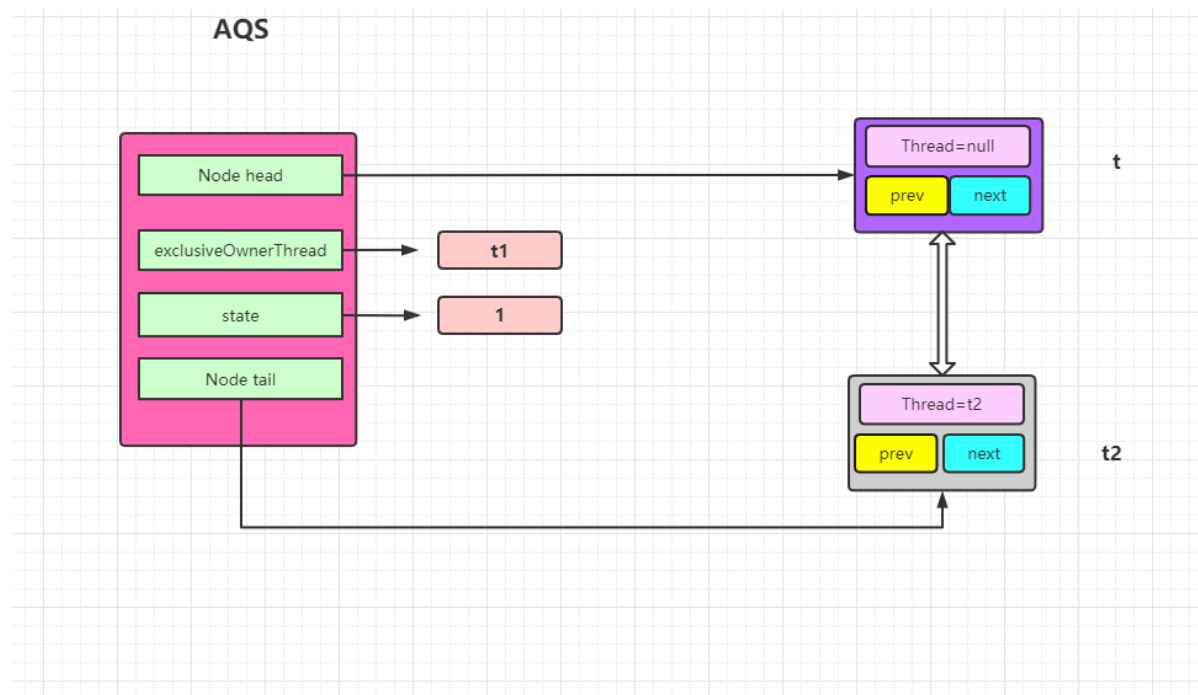 AQS
Node head
exclusiveOwnerThread
t1
state
1
Node tail
Thread=null
prev
next
t
Thread=t2
prev
next
t2